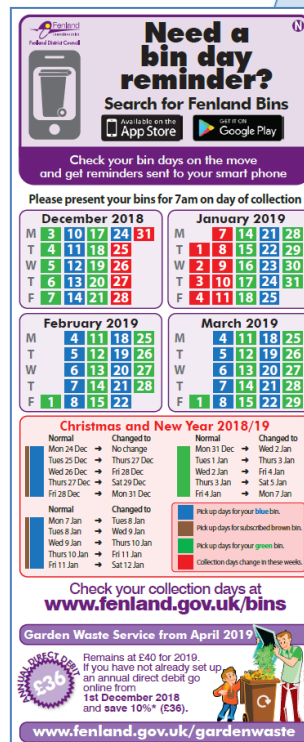 Fenland
Fenland District Council
N
Need a
bin day
reminder?
Search for Fenland Bins
Available on the
App Store
GET IT ON
Google Play
Check your bin days on the move
and get reminders sent to your smart phone
Please present your bins for 7am on day of collection
December 2018
M 3 10 17 24 31
T 4 11 18 25
W 5 12 19 26
T 6 13 20 27
F 7 14 21 28
January 2019
M 7 14 21 28
T 1 8 15 22 29
W 2 9 16 23 30
T 3 10 17 24 31
F 4 11 18 25
February 2019
M 4 11 18 25
T 5 12 19 26
W 6 13 20 27
T 7 14 21 28
F 1 8 15 22
March 2019
M 4 11 18 25
T 5 12 19 26
W 6 13 20 27
T 7 14 21 28
F 1 8 15 22 29
Christmas and New Year 2018/19
Normal Changed to
Mon 24 Dec → No change
Tues 25 Dec → Thurs 27 Dec
Wed 26 Dec → Fri 28 Dec
Thurs 27 Dec → Sat 29 Dec
Fri 28 Dec → Mon 31 Dec
Normal Changed to
Mon 31 Dec → Wed 2 Jan
Tues 1 Jan → Thurs 3 Jan
Wed 2 Jan → Fri 4 Jan
Thurs 3 Jan → Sat 5 Jan
Fri 4 Jan → Mon 7 Jan
Normal Changed to
Mon 7 Jan → Tues 8 Jan
Tues 8 Jan → Wed 9 Jan
Wed 9 Jan → Thurs 10 Jan
Thurs 10 Jan → Fri 11 Jan
Fri 11 Jan → Sat 12 Jan
Pick up days for your blue bin.
Pick up days for subscribed brown bin.
Pick up days for your green bin.
Collection days change in these weeks.
Check your collection days at
www.fenland.gov.uk/bins
Garden Waste Service from April 2019
ANNUAL DIRECT DEBIT
£36
Remains at £40 for 2019.
If you have not already set up
an annual direct debit go
online from
1st December 2018
and save 10%* (£36).
www.fenland.gov.uk/gardenwaste